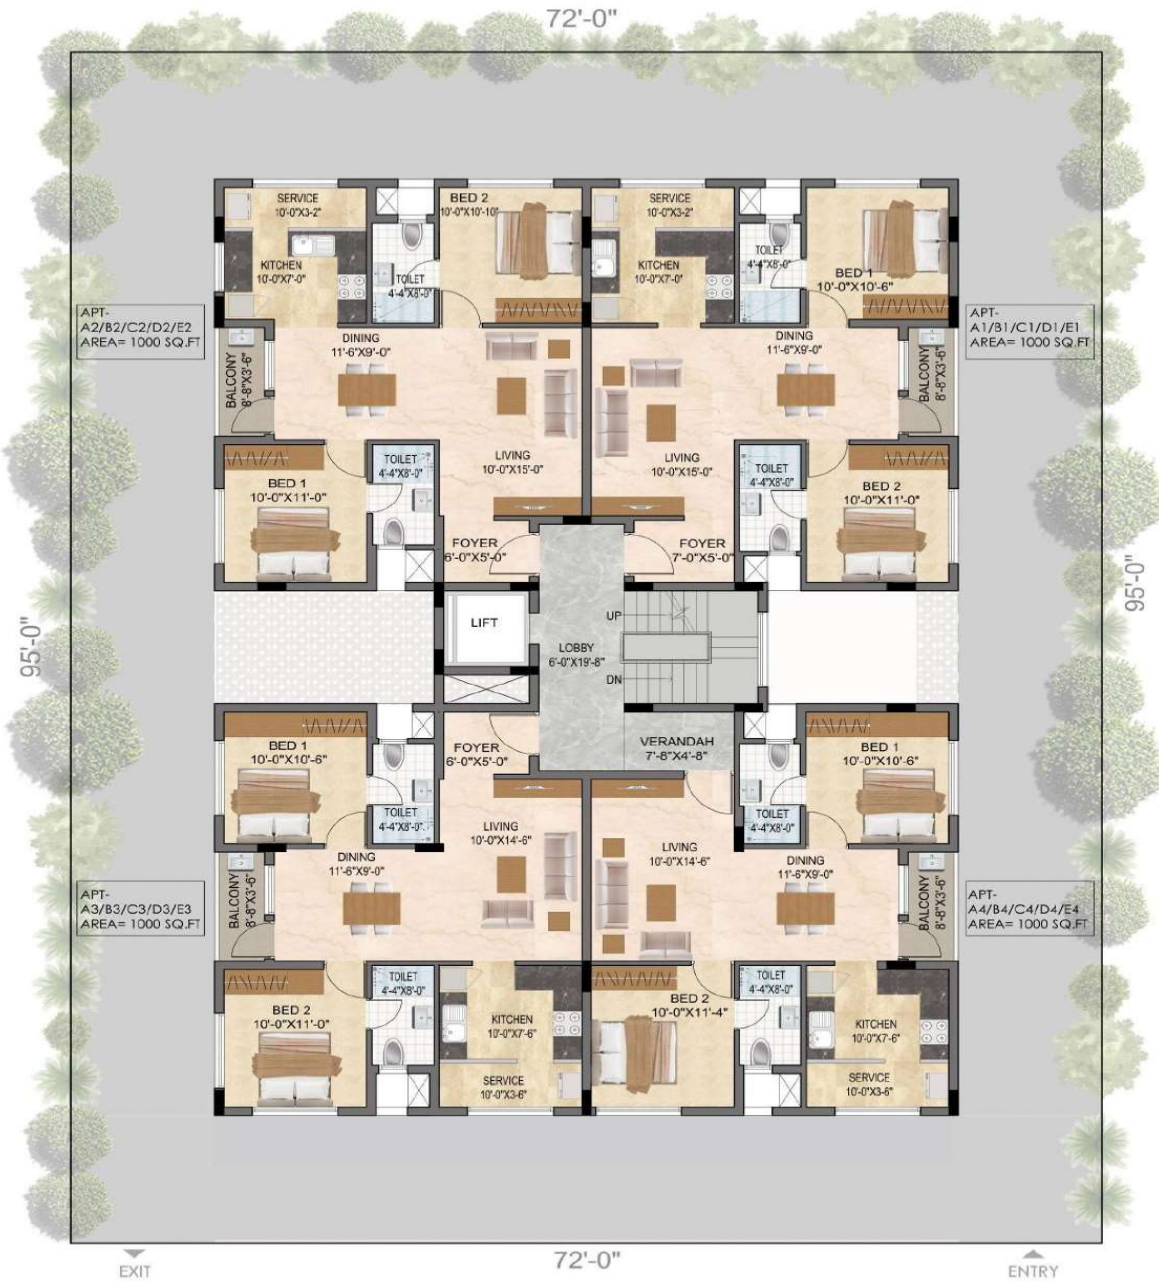 72'-0"
SERVICE
10'-0"X3-2"
BED 2
10'-0"X10'-10"
SERVICE
10'-0"X3-2"
KITCHEN
10'-0"X7'-0"
TOILET
4'-4"X8'-0"
KITCHEN
10'-0"X7'-0"
TOILET
4'-4"X8'-0"
BED 1
10'-0"X10'-6"
APT-
A2/B2/C2/D2/E2
AREA= 1000 SQ.FT
APT-
A1/B1/C1/D1/E1
AREA= 1000 SQ.FT
BALCONY
8'-8"X3'-6"
DINING
11'-6"X9'-0"
DINING
11'-6"X9'-0"
BALCONY
8'-8"X3'-6"
BED 1
10'-0"X11'-0"
TOILET
4'-4"X8'-0"
LIVING
10'-0"X15'-0"
LIVING
10'-0"X15'-0"
TOILET
4'-4"X8'-0"
BED 2
10'-0"X11'-0"
FOYER
6'-0"X5'-0"
FOYER
7'-0"X5'-0"
95'-0"
LIFT
LOBBY
6'-0"X19'-8"
UP
DN
95'-0"
BED 1
10'-0"X10'-6"
FOYER
6'-0"X5'-0"
VERANDAH
7'-8"X4'-8"
BED 1
10'-0"X10'-6"
TOILET
4'-4"X8'-0"
LIVING
10'-0"X14'-6"
LIVING
10'-0"X14'-6"
TOILET
4'-4"X8'-0"
APT-
A3/B3/C3/D3/E3
AREA= 1000 SQ.FT
BALCONY
8'-8"X3'-6"
DINING
11'-6"X9'-0"
DINING
11'-6"X9'-0"
BALCONY
8'-8"X3'-6"
APT-
A4/B4/C4/D4/E4
AREA= 1000 SQ.FT
BED 2
10'-0"X11'-0"
TOILET
4'-4"X8'-0"
KITCHEN
10'-0"X7'-6"
SERVICE
10'-0"X3-6"
BED 2
10'-0"X11'-4"
TOILET
4'-4"X8'-0"
KITCHEN
10'-0"X7'-6"
SERVICE
10'-0"X3-6"
EXIT
72'-0"
ENTRY